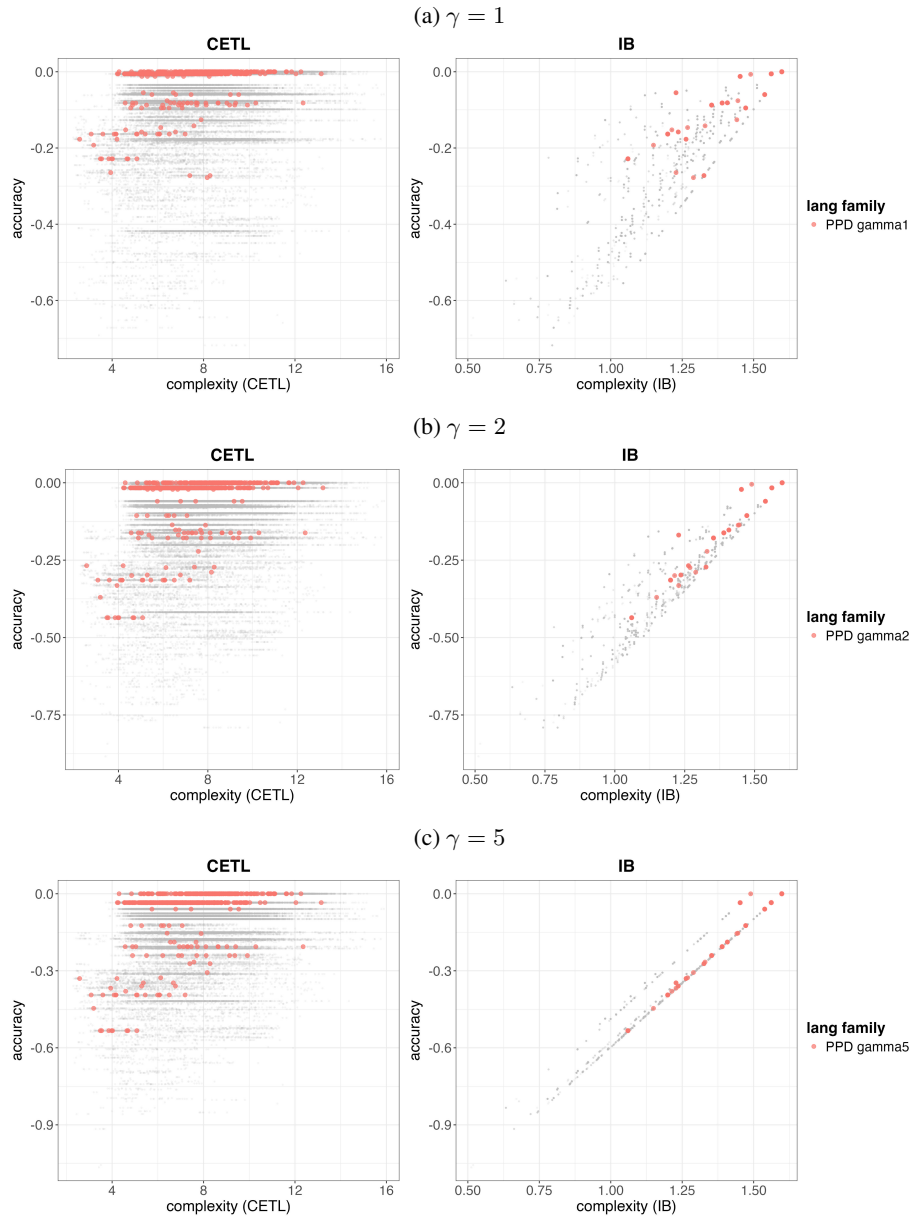 (a) γ = 1
CETL
IB
0.0
-0.2
-0.4
-0.6
accuracy
4 8 12 16
complexity (CETL)
0.0
-0.2
-0.4
-0.6
accuracy
0.50 0.75 1.00 1.25 1.50
complexity (IB)
lang family
PPD gamma1
(b) γ = 2
CETL
IB
0.00
-0.25
-0.50
-0.75
accuracy
4 8 12 16
complexity (CETL)
0.00
-0.25
-0.50
-0.75
accuracy
0.50 0.75 1.00 1.25 1.50
complexity (IB)
lang family
PPD gamma2
(c) γ = 5
CETL
IB
0.0
-0.3
-0.6
-0.9
accuracy
4 8 12 16
complexity (CETL)
0.0
-0.3
-0.6
-0.9
accuracy
0.50 0.75 1.00 1.25 1.50
complexity (IB)
lang family
PPD gamma5